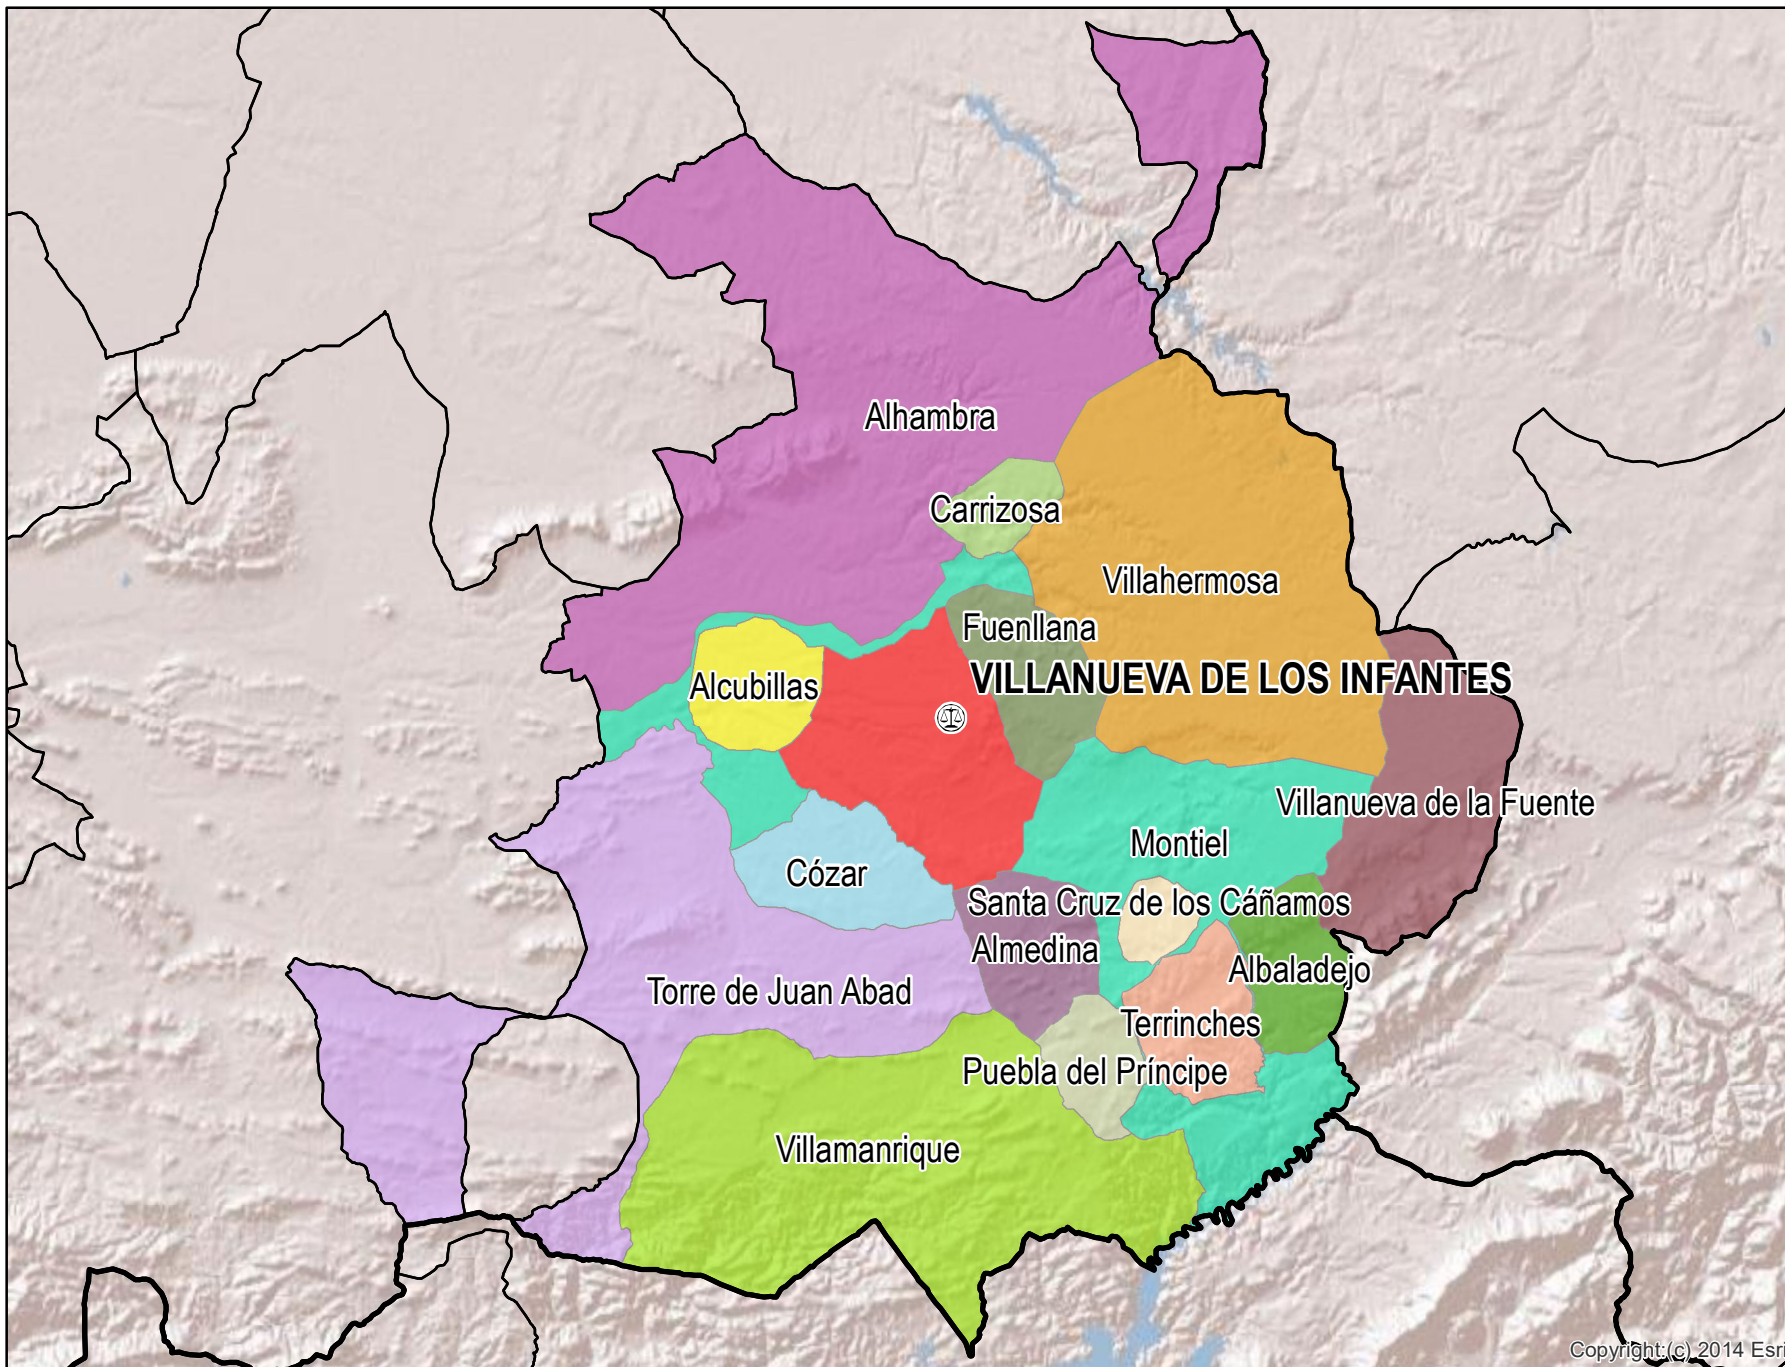 Alhambra
Carrizosa
Villahermosa
Fuenllana
VILLANUEVA DE LOS INFANTES
Alcubillas
Villanueva de la Fuente
Montiel
Cózar
Santa Cruz de los Cáñamos
Almedina
Albaladejo
Torre de Juan Abad
Terrinches
Puebla del Príncipe
Villamanrique
Copyright:(c) 2014 Esri